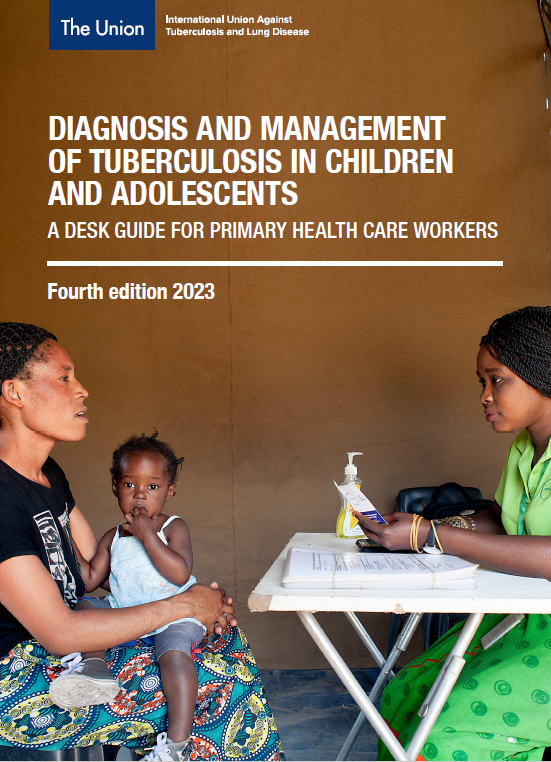 The Union
International Union Against
Tuberculosis and Lung Disease
DIAGNOSIS AND MANAGEMENT
OF TUBERCULOSIS IN CHILDREN
AND ADOLESCENTS
A DESK GUIDE FOR PRIMARY HEALTH CARE WORKERS
Fourth edition 2023